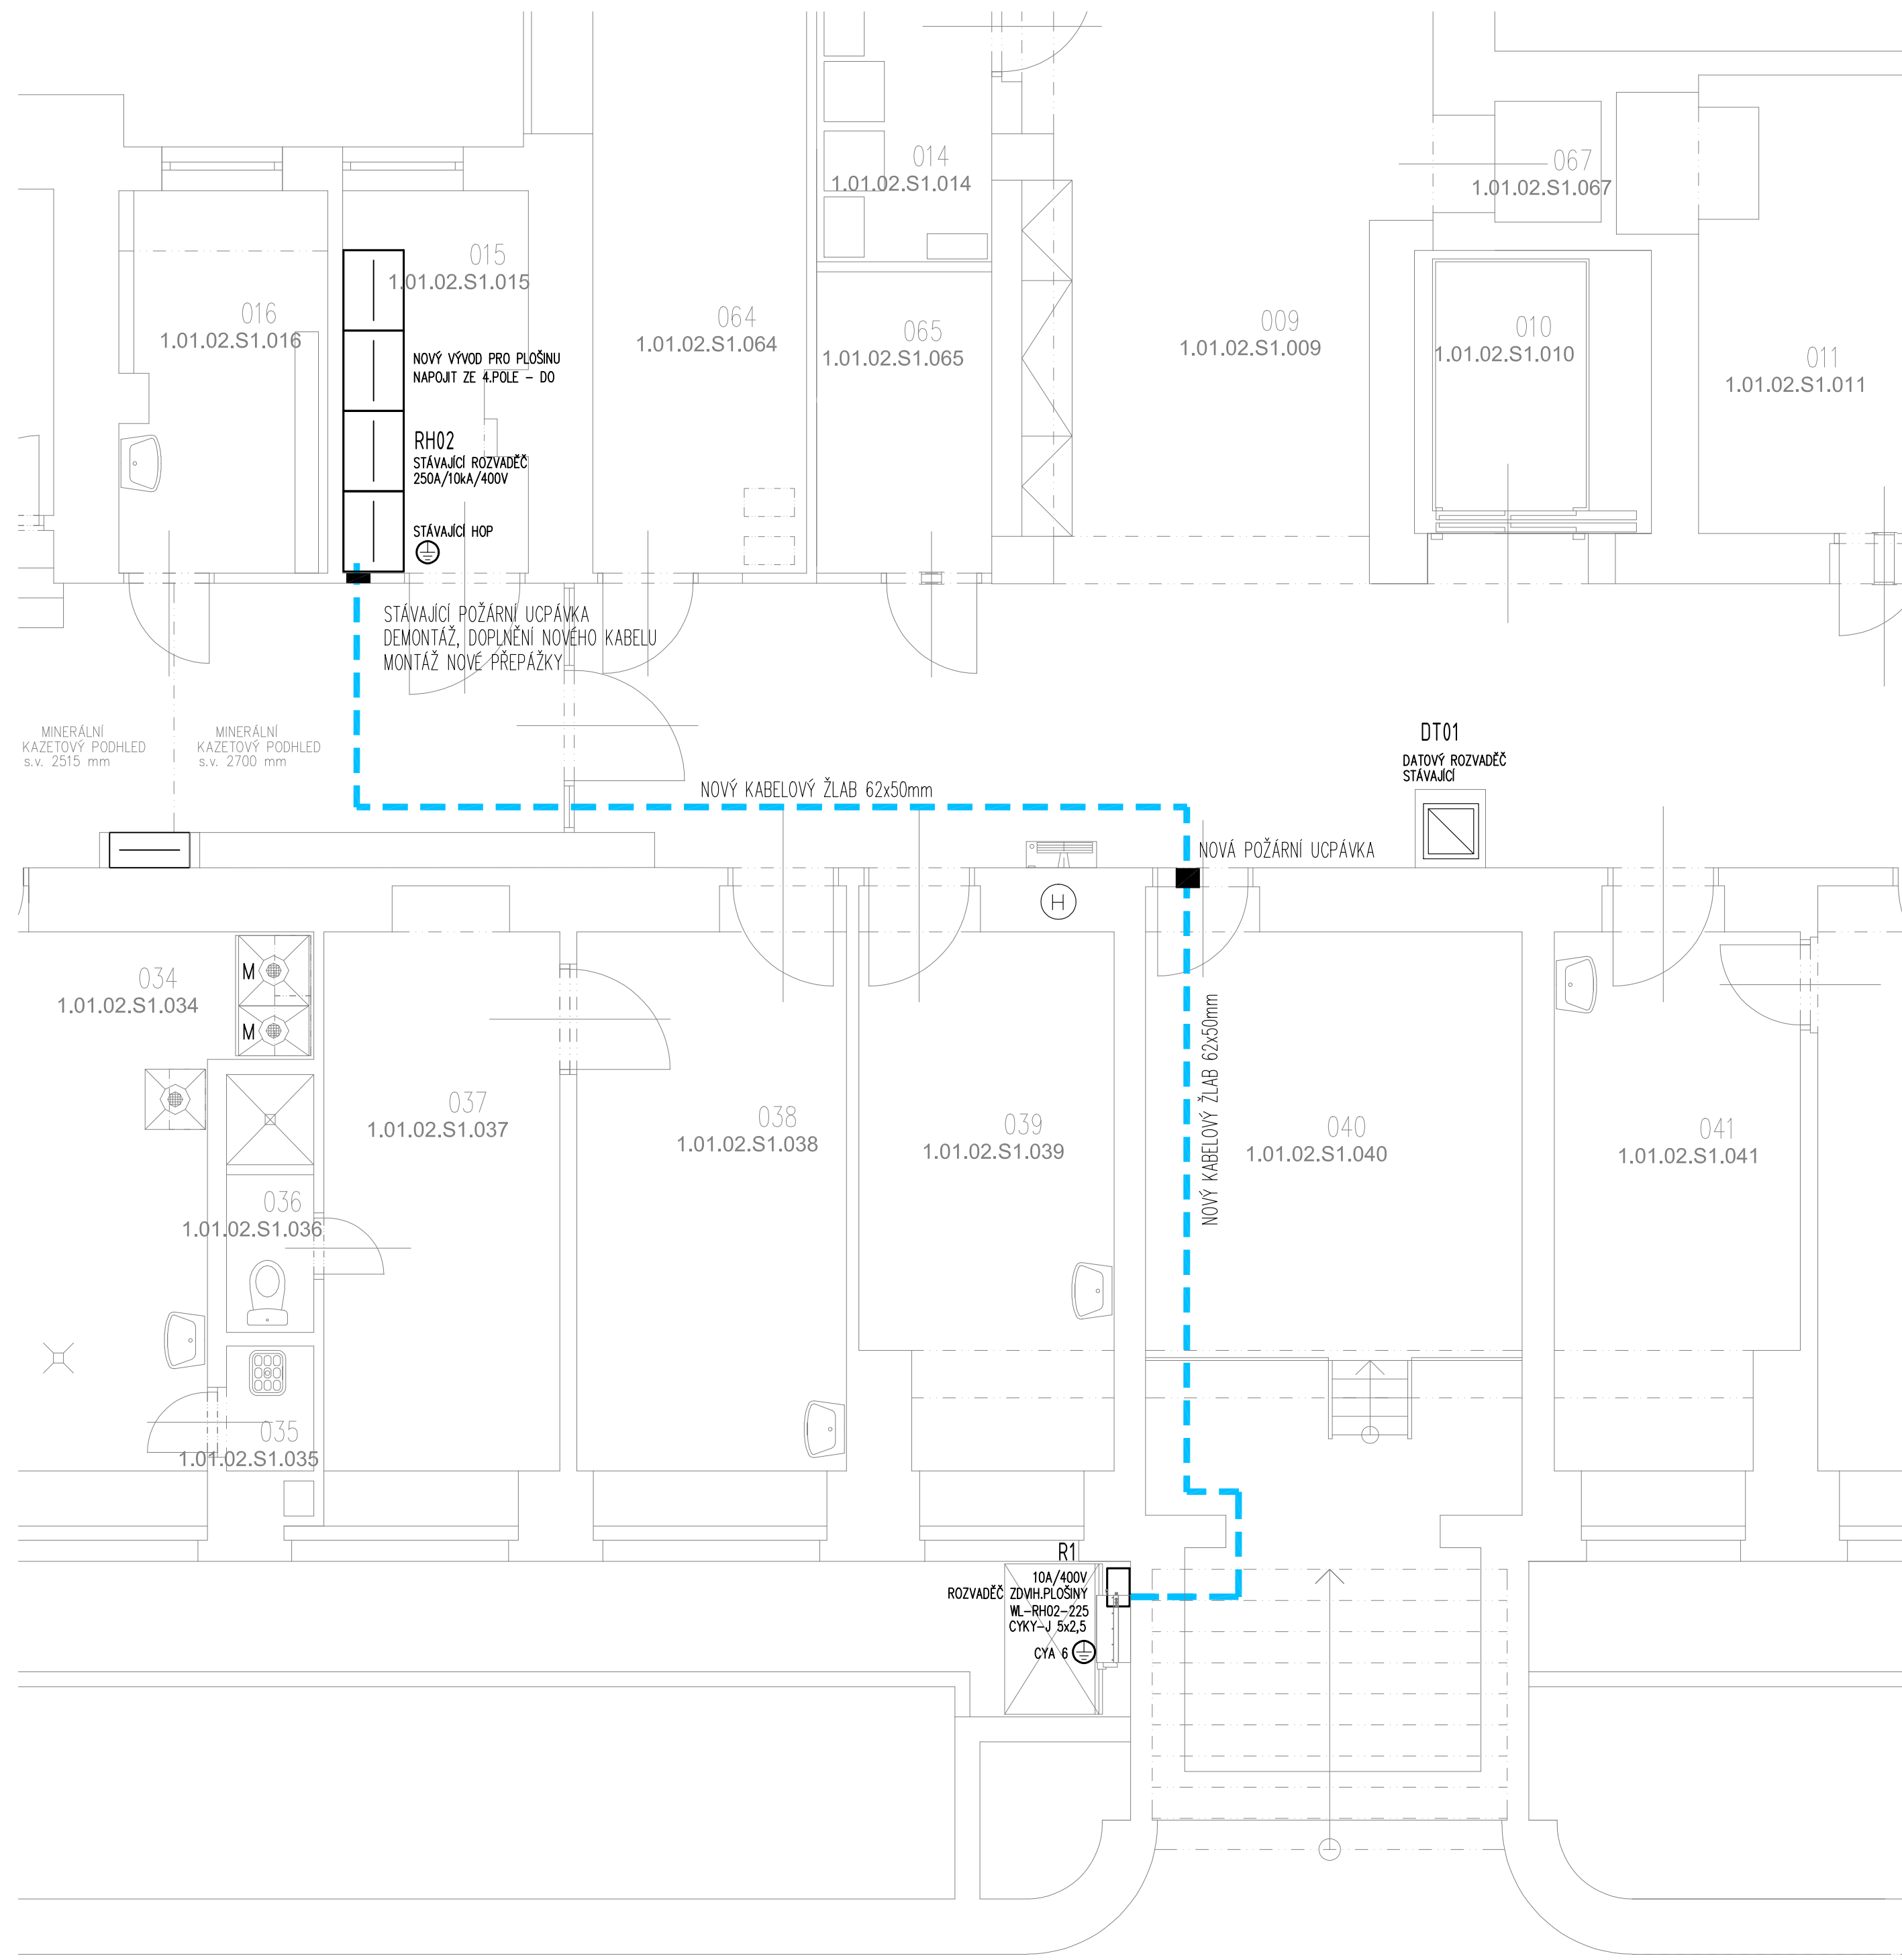 014
1.01.02.S1.014
067
1.01.02.S1.067
015
1.01.02.S1.015
016
1.01.02.S1.016
064
1.01.02.S1.064
065
1.01.02.S1.065
009
1.01.02.S1.009
010
1.01.02.S1.010
011
1.01.02.S1.011
NOVÝ VÝVOD PRO PLOŠINU
NAPOJIT ZE 4.POLE – DO
RH02
STÁVAJÍCÍ ROZVADĚČ
250A/10kA/400V
STÁVAJÍCÍ HOP
STÁVAJÍCÍ POŽÁRNÍ UCPÁVKA
DEMONTÁŽ, DOPLNĚNÍ NOVÉHO KABELU
MONTÁŽ NOVÉ PŘEPÁŽKY
MINERÁLNÍ
KAZETOVÝ PODHLED
s.v. 2515 mm
MINERÁLNÍ
KAZETOVÝ PODHLED
s.v. 2700 mm
DT01
DATOVÝ ROZVADĚČ
STÁVAJÍCÍ
NOVÝ KABELOVÝ ŽLAB 62x50mm
NOVÁ POŽÁRNÍ UCPÁVKA
H
034
1.01.02.S1.034
M
M
NOVÝ KABELOVÝ ŽLAB 62x50mm
037
1.01.02.S1.037
038
1.01.02.S1.038
039
1.01.02.S1.039
040
1.01.02.S1.040
041
1.01.02.S1.041
036
1.01.02.S1.036
035
1.01.02.S1.035
R1
10A/400V
ROZVADĚČ ZDVIH.PLOŠINY
WL–RH02–225
CYKY–J 5x2,5
CYA 6